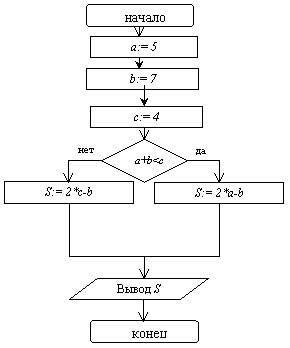 начало
a:= 5
b:= 7
c:= 4
a+b<c
нет
да
S:= 2*c-b
S:= 2*a-b
Вывод S
конец